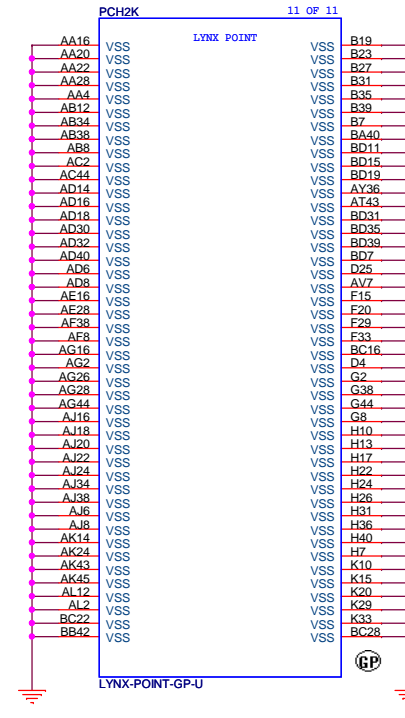 PCH2K 11 OF 11
LYNX POINT
AA16 VSS VSS B19
AA20 VSS VSS B23
AA22 VSS VSS B27
AA28 VSS VSS B31
AA4 VSS VSS B35
AB12 VSS VSS B39
AB34 VSS VSS B7
AB38 VSS VSS BA40
AB8 VSS VSS BD11
AC2 VSS VSS BD15
AC44 VSS VSS BD19
AD14 VSS VSS AY36
AD16 VSS VSS AT43
AD18 VSS VSS BD31
AD30 VSS VSS BD35
AD32 VSS VSS BD39
AD40 VSS VSS BD7
AD6 VSS VSS D25
AD8 VSS VSS AV7
AE16 VSS VSS F15
AE28 VSS VSS F20
AF38 VSS VSS F29
AF8 VSS VSS F33
AG16 VSS VSS BC16
AG2 VSS VSS D4
AG26 VSS VSS G2
AG28 VSS VSS G38
AG44 VSS VSS G44
AJ16 VSS VSS G8
AJ18 VSS VSS H10
AJ20 VSS VSS H13
AJ22 VSS VSS H17
AJ24 VSS VSS H22
AJ34 VSS VSS H24
AJ38 VSS VSS H26
AJ6 VSS VSS H31
AJ8 VSS VSS H36
AK14 VSS VSS H40
AK24 VSS VSS H7
AK43 VSS VSS K10
AK45 VSS VSS K15
AL12 VSS VSS K20
AL2 VSS VSS K29
BC22 VSS VSS K33
BB42 VSS VSS BC28
GP
LYNX-POINT-GP-U